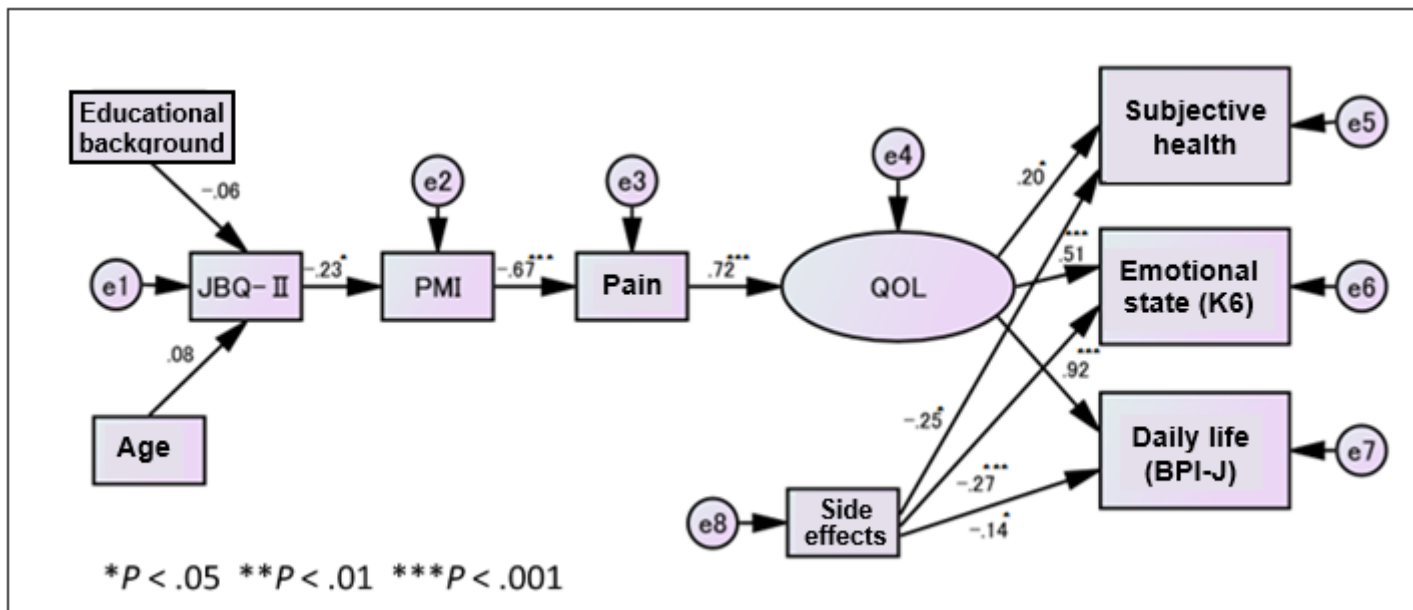 Educational
background
-.06
e1
JBQ-Ⅱ
.08
Age
-.23*
e2
PMI
-.67***
e3
Pain
.72***
e4
QOL
.20*
***
.51
.92***
-.25*
-.27***
-.14*
e8
Side
effects
Subjective
health
e5
Emotional
state (K6)
e6
Daily life
(BPI-J)
e7
*P < .05 **P < .01 ***P < .001